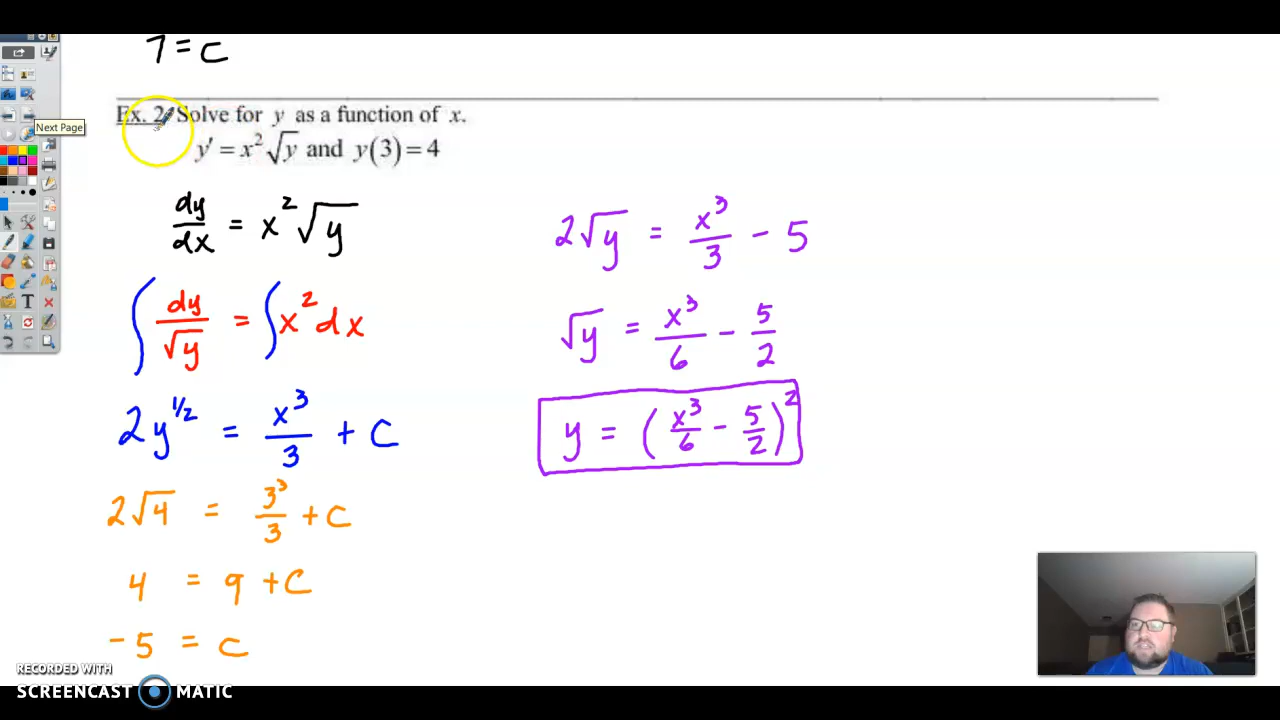 7 = C
Ex. 2 Solve for y as a function of x.
Next Page
y' = x² √y and y(3) = 4
dy/dx = x² √y
∫ dy/√y = ∫ x² dx
2y^(1/2) = x³/3 + C
2√4 = 3³/3 + C
4 = 9 + C
-5 = C
2√y = x³/3 - 5
√y = x³/6 - 5/2
y = (x³/6 - 5/2)²
T
RECORDED WITH
SCREENCAST MATIC